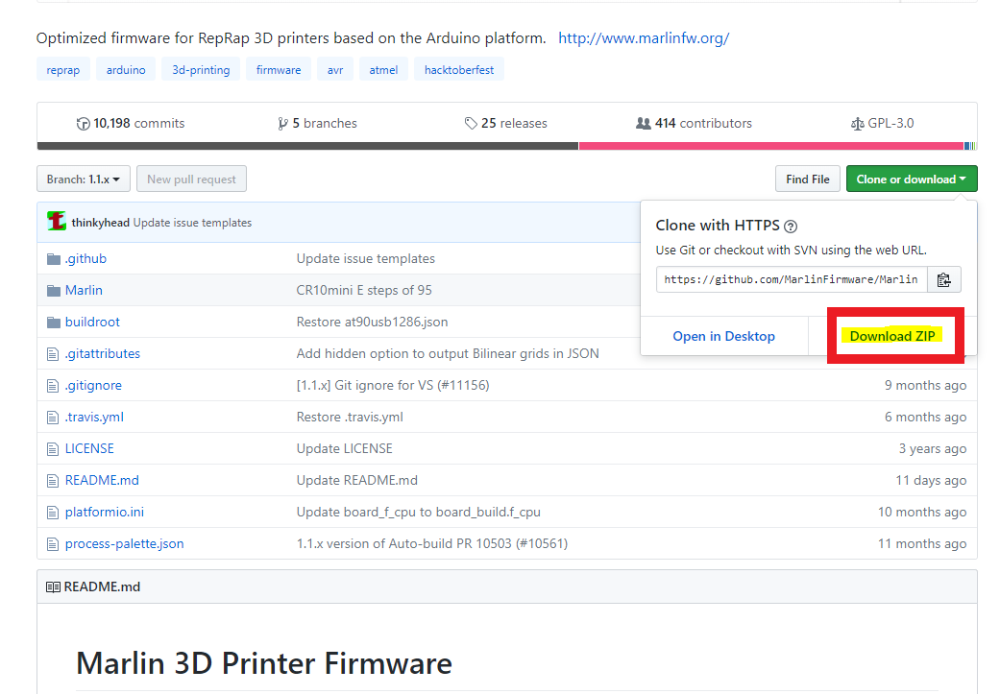 Optimized firmware for RepRap 3D printers based on the Arduino platform. http://www.marlinfw.org/
reprap arduino 3d-printing firmware avr atmel hacktoberfest
10,198 commits 5 branches 25 releases 414 contributors GPL-3.0
Branch: 1.1.x New pull request Find File Clone or download
thinkyhead Update issue templates
Clone with HTTPS ?
Use Git or checkout with SVN using the web URL.
https://github.com/MarlinFirmware/Marlin
Open in Desktop Download ZIP
.github Update issue templates
Marlin CR10mini E steps of 95
buildroot Restore at90usb1286.json
.gitattributes Add hidden option to output Bilinear grids in JSON
.gitignore [1.1.x] Git ignore for VS (#11156) 9 months ago
.travis.yml Restore .travis.yml 6 months ago
LICENSE Update LICENSE 3 years ago
README.md Update README.md 11 days ago
platformio.ini Update board_f_cpu to board_build.f_cpu 10 months ago
process-palette.json 1.1.x version of Auto-build PR 10503 (#10561) 11 months ago
README.md
Marlin 3D Printer Firmware